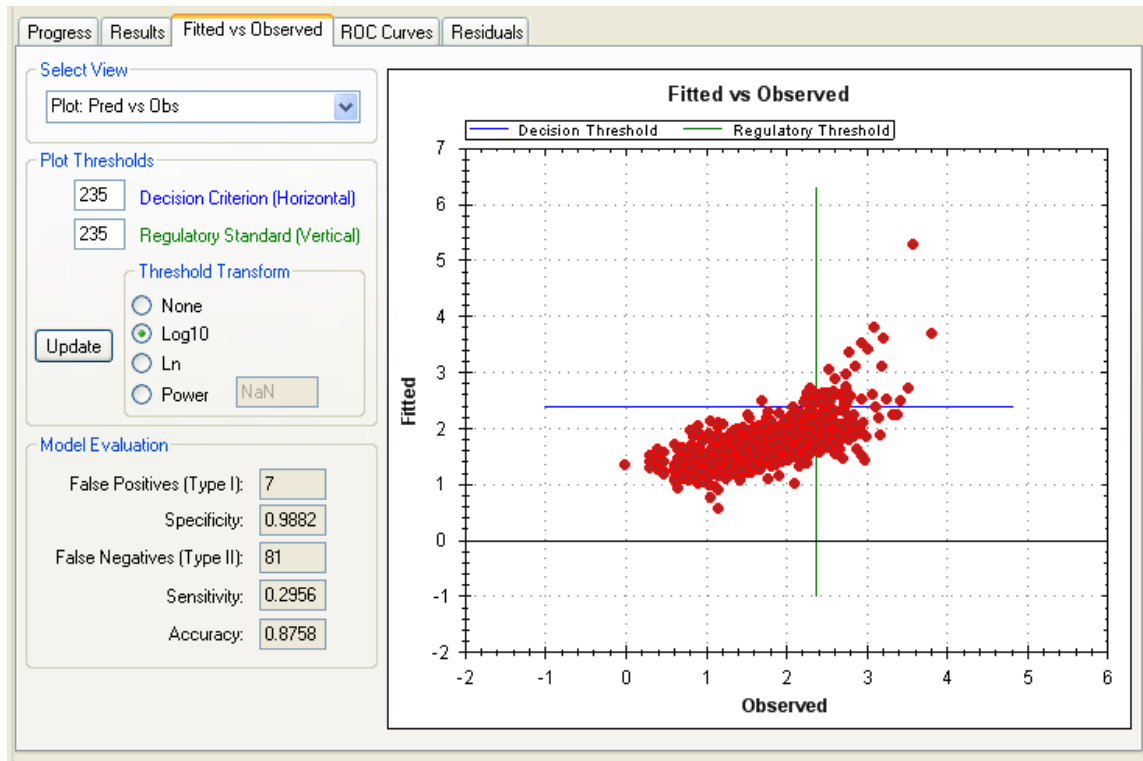 Progress Results Fitted vs Observed ROC Curves Residuals
Select View
Plot: Pred vs Obs
Plot Thresholds
235 Decision Criterion (Horizontal)
235 Regulatory Standard (Vertical)
Threshold Transform
None
Log10
Update
Ln
Power NaN
Model Evaluation
False Positives (Type I): 7
Specificity: 0.9882
False Negatives (Type II): 81
Sensitivity: 0.2956
Accuracy: 0.8758
Fitted vs Observed
Decision Threshold Regulatory Threshold
7
6
5
4
3
2
1
0
-1
-2
Fitted
-2 -1 0 1 2 3 4 5 6
Observed